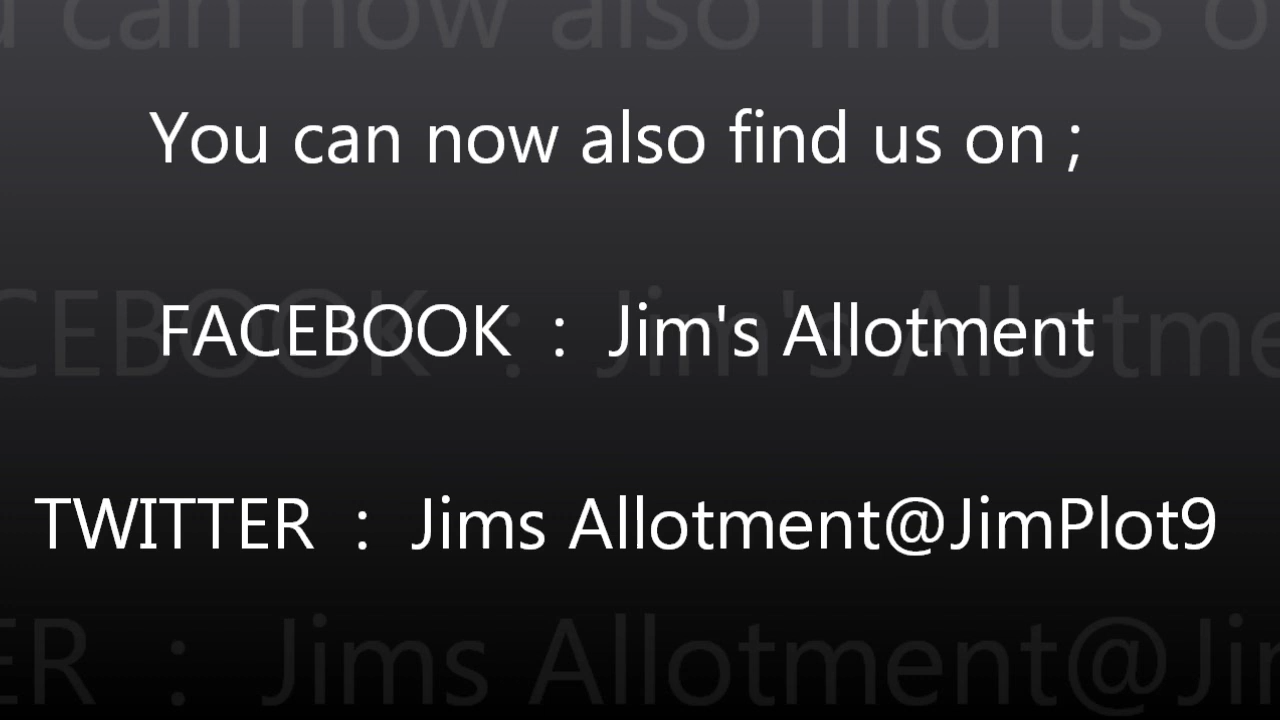 You can now also find us on ;
FACEBOOK : Jim's Allotment
TWITTER : Jims Allotment@JimPlot9